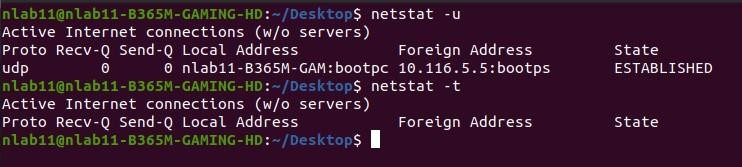 nlab11@nlab11-B365M-GAMING-HD:~/Desktop$ netstat -u
Active Internet connections (w/o servers)
Proto Recv-Q Send-Q Local Address           Foreign Address         State
udp        0      0 nlab11-B365M-GAM:bootpc 10.116.5.5:bootps       ESTABLISHED
nlab11@nlab11-B365M-GAMING-HD:~/Desktop$ netstat -t
Active Internet connections (w/o servers)
Proto Recv-Q Send-Q Local Address           Foreign Address         State
nlab11@nlab11-B365M-GAMING-HD:~/Desktop$